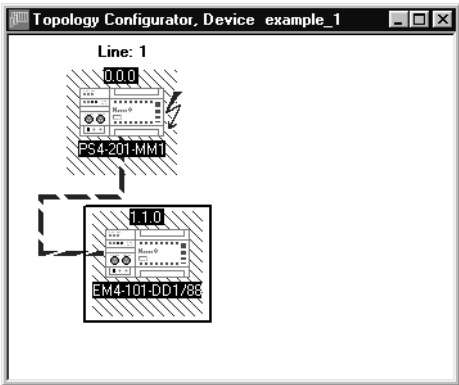 Topology Configurator, Device example_1
Line: 1
0.0.0
PS4-201-MM1
1.1.0
EM4-101-DD1/88